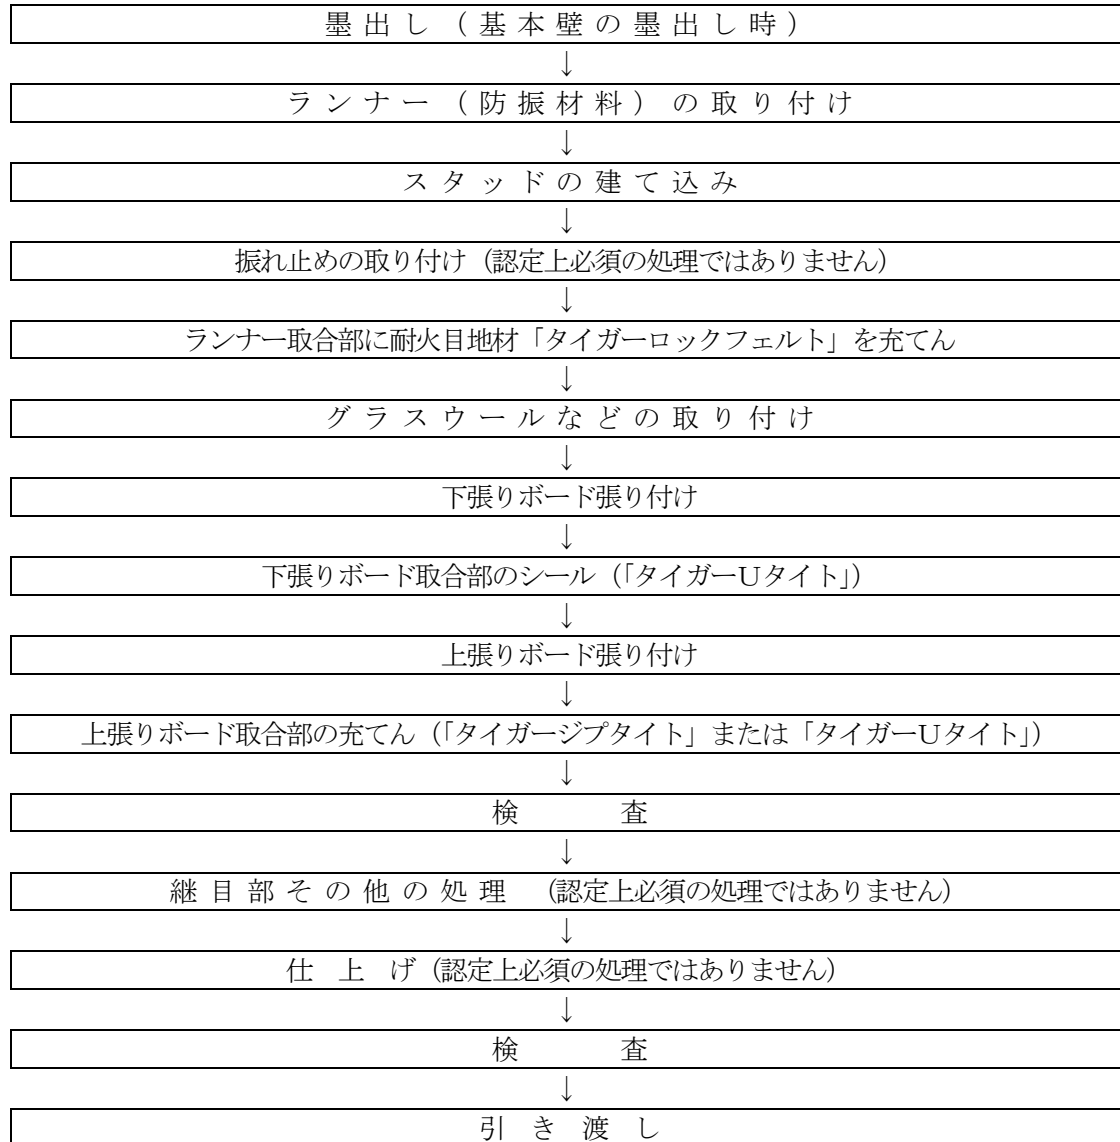 墨出し（基本壁の墨出し時）
↓
ランナー（防振材料）の取り付け
↓
スタッドの建て込み
↓
振れ止めの取り付け（認定上必須の処理ではありません）
↓
ランナー取合部に耐火目地材「タイガーロックフェルト」を充てん
↓
グラスウールなどの取り付け
↓
下張りボード張り付け
↓
下張りボード取合部のシール（「タイガーＵタイト」）
↓
上張りボード張り付け
↓
上張りボード取合部の充てん（「タイガージプタイト」または「タイガーＵタイト」）
↓
検　　　査
↓
継目部その他の処理　（認定上必須の処理ではありません）
↓
仕　上　げ（認定上必須の処理ではありません）
↓
検　　　査
↓
引き渡し